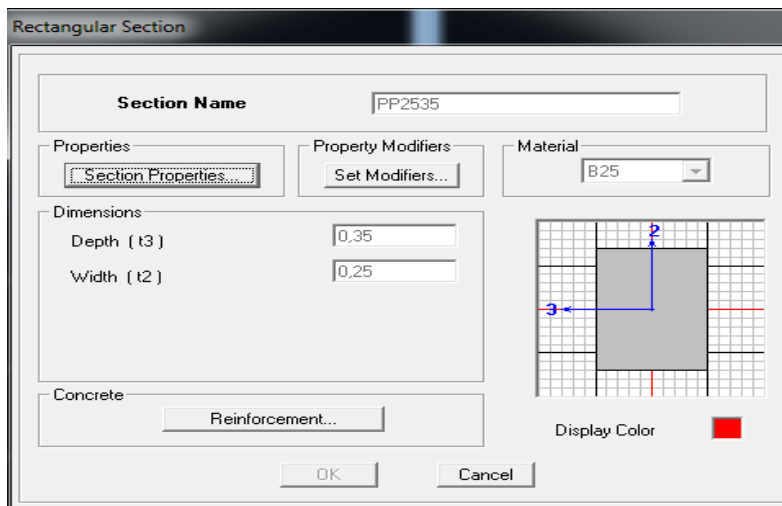 Rectangular Section
Section Name PP2535
Properties Property Modifiers Material
Section Properties... Set Modifiers... B25
Dimensions
Depth ( t3 ) 0,35
Width ( t2 ) 0,25
2
3
Concrete
Reinforcement...
Display Color
OK Cancel